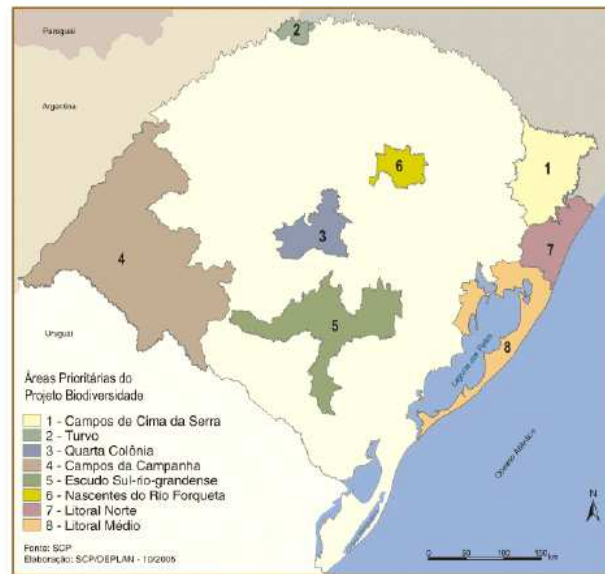 Paraguai
2
Argentina
6
1
3
4
7
5
Uruguai
8
Laguna dos Patos
Áreas Prioritárias do
Projeto Biodiversidade
1 - Campos de Cima da Serra
2 - Turvo
3 - Quarta Colônia
4 - Campos da Campanha
5 - Escudo Sul-rio-grandense
6 - Nascentes do Rio Forqueta
7 - Litoral Norte
8 - Litoral Médio
Oceano Atlântico
N
Fonte: SCP
Elaboração: SCP/DEPLAN - 10/2005
0 50 100 150
km